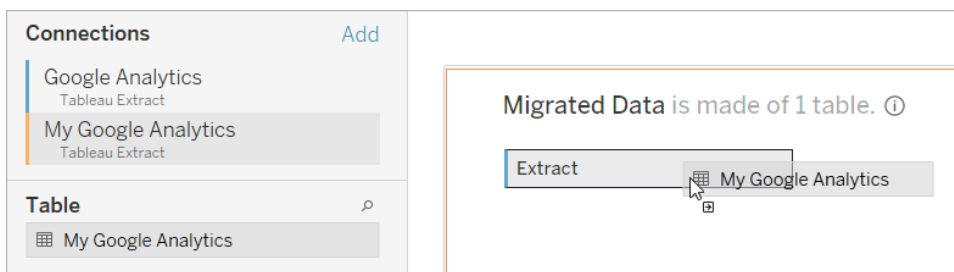 Connections Add
Google Analytics
Tableau Extract
My Google Analytics
Tableau Extract
Table
My Google Analytics
Migrated Data is made of 1 table.
Extract
My Google Analytics